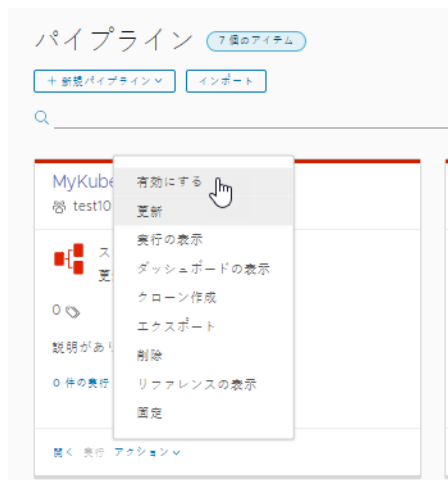 パイプライン 7 個のアイテム
+ 新規パイプライン インポート
MyKube
有効にする
test10
更新
実行の表示
ス
ダッシュボードの表示
更
クローン作成
0
エクスポート
説明があり
削除
0 件の実行
リファレンスの表示
固定
開く 実行 アクション